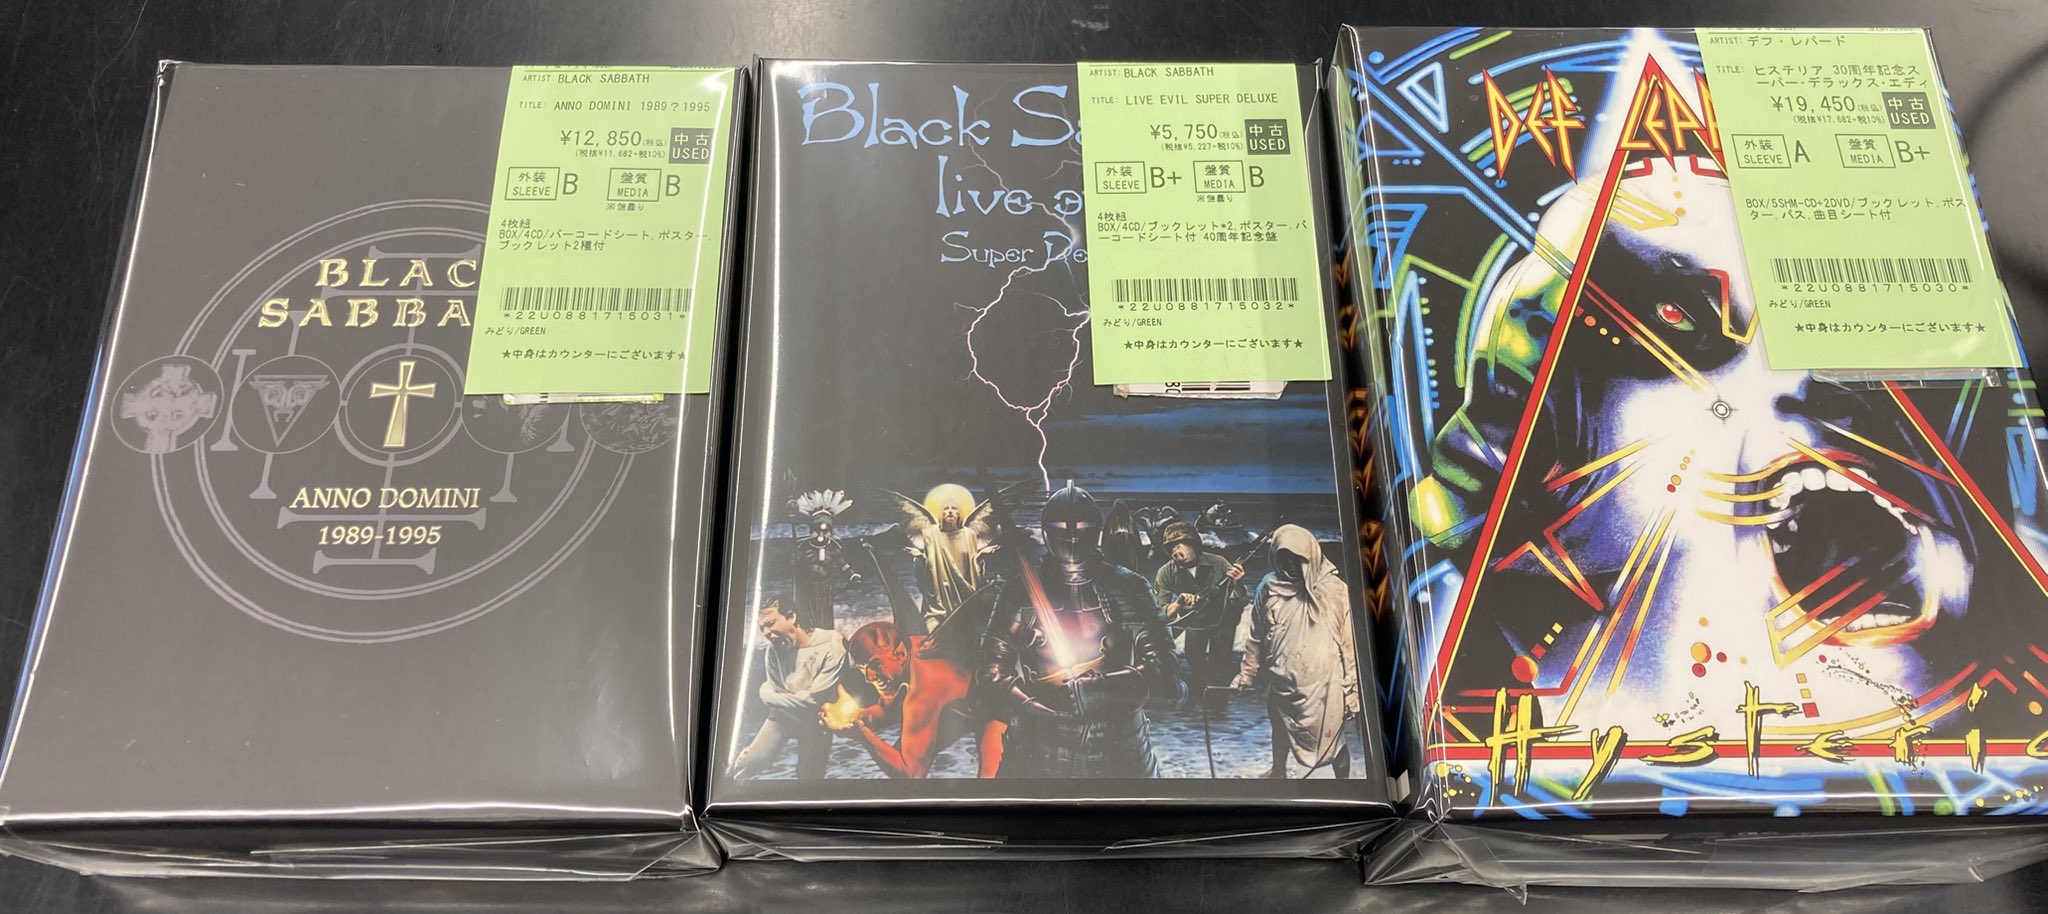 ARTIST: BLACK SABBATH
TITLE: ANNO DOMINI 1989?1995
¥12,850(税込)
(税抜¥11,682+税10%)
中古
USED
外装
SLEEVE
B
盤質
MEDIA
B
※盤曇り
4枚組
BOX/4CD/バーコードシート,ポスター,
ブックレット2種付
*22U0881715031*
みどり/GREEN
★中身はカウンターにございます★
BLAC
SABBA
ANNO DOMINI
1989-1995
ARTIST: BLACK SABBATH
TITLE: LIVE EVIL SUPER DELUXE
¥5,750(税込)
(税抜¥5,227+税10%)
中古
USED
外装
SLEEVE
B+
盤質
MEDIA
B
※盤曇り
4枚組
BOX/4CD/ブックレット*2,ポスター,バ
ーコードシート付 40周年記念盤
*22U0881715032*
みどり/GREEN
★中身はカウンターにございます★
Black Sa
live e
Super De
ARTIST: デフ・レパード
TITLE: ヒステリア 30周年記念ス
ーパー・デラックス・エディ
¥19,450(税込)
(税抜¥17,682+税10%)
中古
USED
外装
SLEEVE
A
盤質
MEDIA
B+
BOX/5SHM-CD+2DVD/ブックレット,ポス
ター,パス,曲目シート付
*22U0881715030*
みどり/GREEN
★中身はカウンターにございます★
DEF LEPP
Hysteria